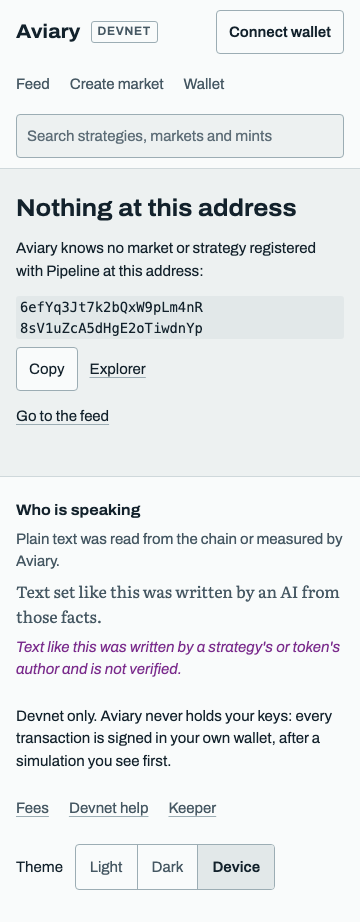 Aviary DEVNET Connect wallet
Feed Create market Wallet
Search strategies, markets and mints
Nothing at this address
Aviary knows no market or strategy registered
with Pipeline at this address:
6efYq3Jt7k2bQxW9pLm4nR
8sV1uZcA5dHgE2oTiwdnYp
Copy Explorer
Go to the feed
Who is speaking
Plain text was read from the chain or measured by
Aviary.
Text set like this was written by an AI from
those facts.
Text like this was written by a strategy's or token's
author and is not verified.
Devnet only. Aviary never holds your keys: every
transaction is signed in your own wallet, after a
simulation you see first.
Fees Devnet help Keeper
Theme Light Dark Device